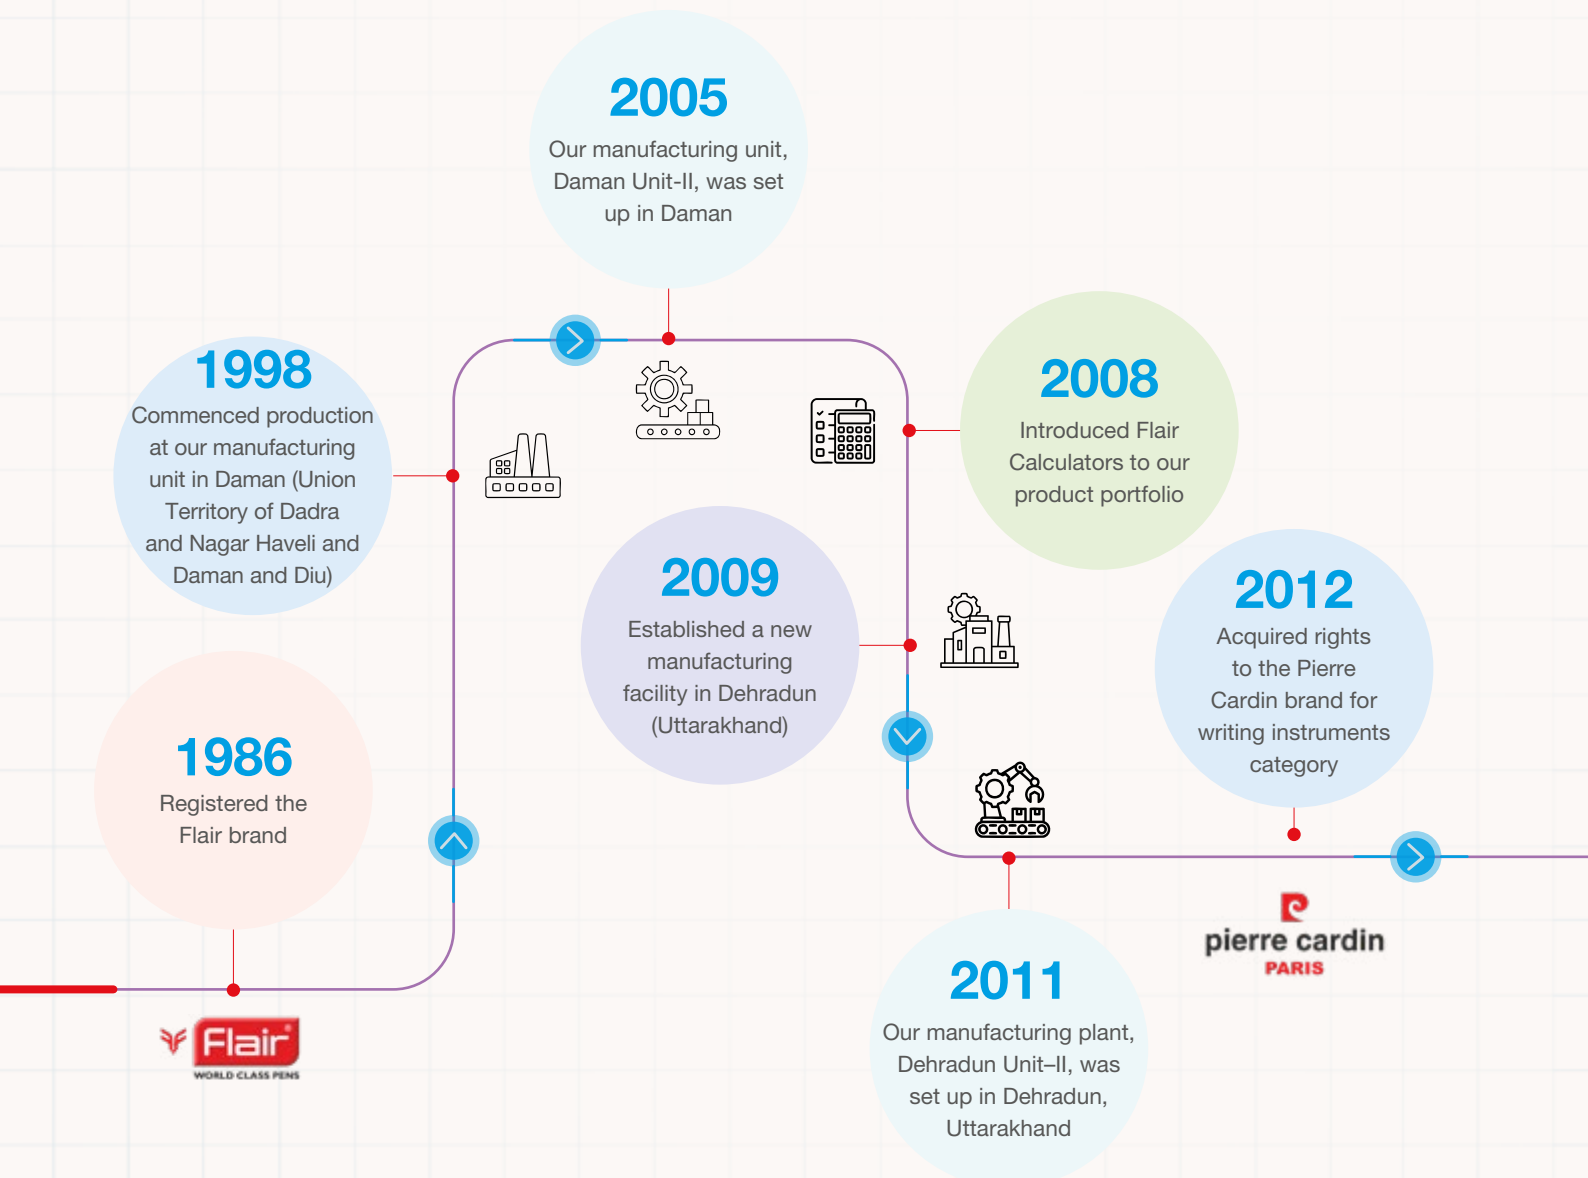 2005
Our manufacturing unit,
Daman Unit-II, was set
up in Daman
1998
Commenced production
at our manufacturing
unit in Daman (Union
Territory of Dadra
and Nagar Haveli and
Daman and Diu)
2008
Introduced Flair
Calculators to our
product portfolio
2009
Established a new
manufacturing
facility in Dehradun
(Uttarakhand)
2012
Acquired rights
to the Pierre
Cardin brand for
writing instruments
category
1986
Registered the
Flair brand
pierre cardin
PARIS
2011
Our manufacturing plant,
Dehradun Unit–II, was
set up in Dehradun,
Uttarakhand
Flair®
WORLD CLASS PENS